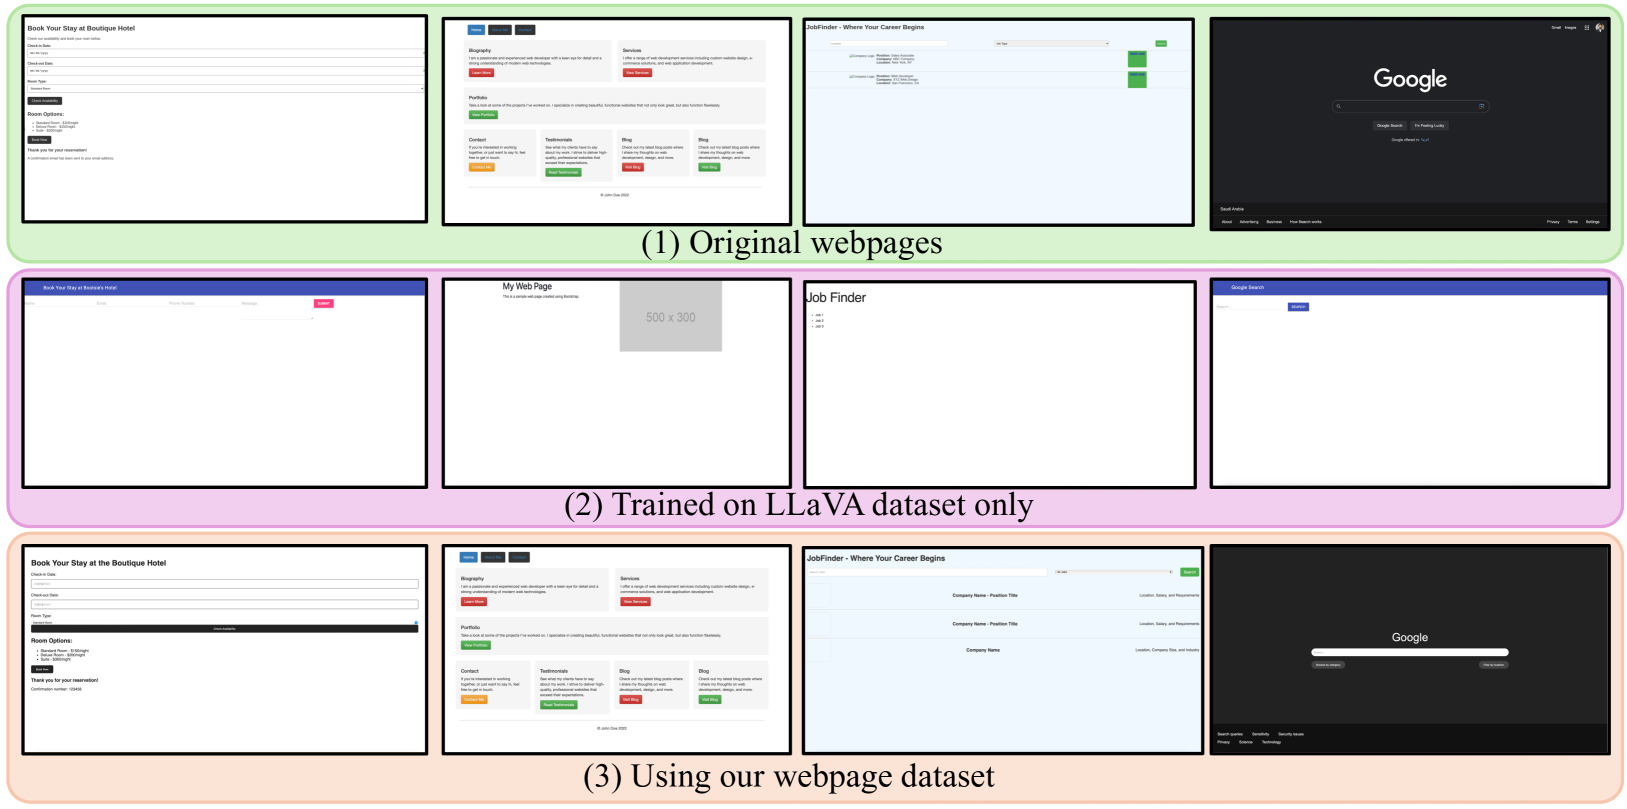 Book Your Stay at Boutique Hotel
Check our availability and book your room below.
Check-in Date:
Check-out Date:
Room Type:
Standard Room
Check Availability
Room Options:
Standard Room - $150/night
Deluxe Room - $200/night
Suite - $300/night
Book Now
Thank you for your reservation!
A confirmation email has been sent to your email address.
Home About Me Contact
Biography
I am a passionate and experienced web developer with a keen eye for detail and a
strong understanding of modern web technologies.
Learn More
Services
I offer a range of web development services including custom website design, e-
commerce solutions, and web application development.
View Services
Portfolio
Take a look at some of the projects I've worked on. I specialize in creating beautiful, functional websites that not only look great, but also function flawlessly.
View Portfolio
Contact
If you're interested in working
together, or just want to say hi, feel
free to get in touch.
Contact Me
Testimonials
See what my clients have to say
about my work. I strive to deliver high-
quality, professional websites that
exceed their expectations.
Read Testimonials
Blog
Check out my latest blog posts where
I share my thoughts on web
development, design, and more.
Visit Blog
Blog
Check out my latest blog posts where
I share my thoughts on web
development, design, and more.
Visit Blog
© John Doe 2022
JobFinder - Where Your Career Begins
Location
Job Type
Search
Company Logo
Position: Sales Associate
Company: ABC Company
Location: New York, NY
Company Logo
Position: Web Developer
Company: XYZ Web Design
Location: San Francisco, CA
Gmail Images
Google
Google Search I'm Feeling Lucky
Google offered in:
Saudi Arabia
About Advertising Business How Search works
Privacy Terms Settings
(1) Original webpages
Book Your Stay at Bootsie's Hotel
Name Email Phone Number Message SUBMIT
My Web Page
This is a sample web page created using Bootstrap.
500 x 300
Job Finder
Job 1
Job 2
Job 3
Google Search
Search... SEARCH
(2) Trained on LLaVA dataset only
Book Your Stay at the Boutique Hotel
Check-in Date:
Check-out Date:
Room Type:
Standard Room
Check Availability
Room Options:
Standard Room - $150/night
Deluxe Room - $200/night
Suite - $300/night
Book Now
Thank you for your reservation!
Confirmation number: 123456
Home About Me Contact
Biography
I am a passionate and experienced web developer with a keen eye for detail and a
strong understanding of modern web technologies.
Learn More
Services
I offer a range of web development services including custom website design, e-
commerce solutions, and web application development.
View Services
Portfolio
Take a look at some of the projects I've worked on. I specialize in creating beautiful, functional websites that not only look great, but also function flawlessly.
View Portfolio
Contact
If you're interested in working
together, or just want to say hi, feel
free to get in touch.
Contact Me
Testimonials
See what my clients have to say
about my work. I strive to deliver high-
quality, professional websites that
exceed their expectations.
Read Testimonials
Blog
Check out my latest blog posts where
I share my thoughts on web
development, design, and more.
Visit Blog
Blog
Check out my latest blog posts where
I share my thoughts on web
development, design, and more.
Visit Blog
© John Doe 2022
JobFinder - Where Your Career Begins
Search
Company Name - Position Title
Location, Salary, and Requirements
Company Name - Position Title
Location, Salary, and Requirements
Company Name
Location, Company Size, and Industry
Google
Browse by category
Filter by location
Search queries Sensitivity Security issues
Privacy Science Technology
(3) Using our webpage dataset